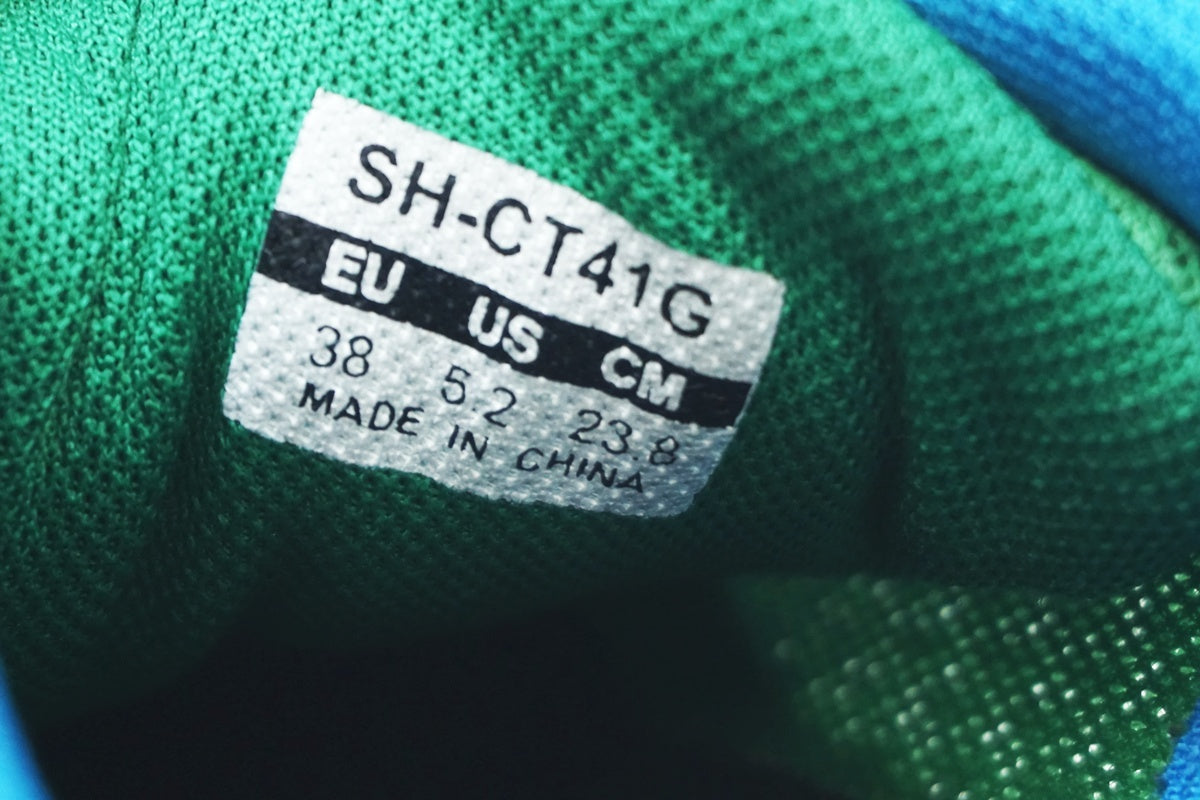 SH-CT41G
EU US CM
38 5.2 23.8
MADE IN CHINA